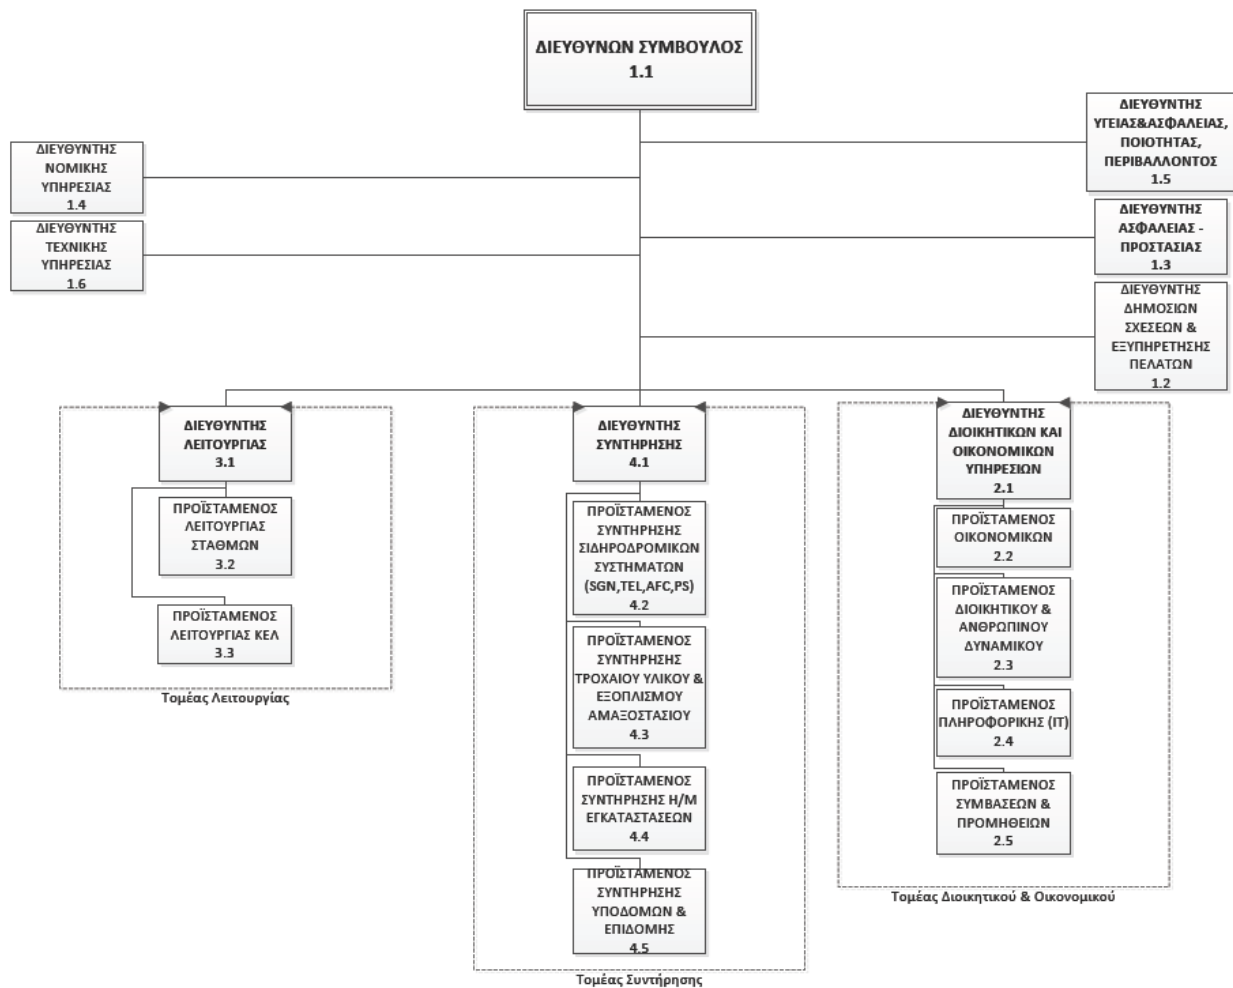 ΔΙΕΥΘΥΝΩΝ ΣΥΜΒΟΥΛΟΣ
1.1
ΔΙΕΥΘΥΝΤΗΣ
ΝΟΜΙΚΗΣ
ΥΠΗΡΕΣΙΑΣ
1.4
ΔΙΕΥΘΥΝΤΗΣ
ΤΕΧΝΙΚΗΣ
ΥΠΗΡΕΣΙΑΣ
1.6
ΔΙΕΥΘΥΝΤΗΣ
ΥΓΕΙΑΣ&ΑΣΦΑΛΕΙΑΣ,
ΠΟΙΟΤΗΤΑΣ,
ΠΕΡΙΒΑΛΛΟΝΤΟΣ
1.5
ΔΙΕΥΘΥΝΤΗΣ
ΑΣΦΑΛΕΙΑΣ -
ΠΡΟΣΤΑΣΙΑΣ
1.3
ΔΙΕΥΘΥΝΤΗΣ
ΔΗΜΟΣΙΩΝ
ΣΧΕΣΕΩΝ &
ΕΞΥΠΗΡΕΤΗΣΗΣ
ΠΕΛΑΤΩΝ
1.2
ΔΙΕΥΘΥΝΤΗΣ
ΛΕΙΤΟΥΡΓΙΑΣ
3.1
ΠΡΟΪΣΤΑΜΕΝΟΣ
ΛΕΙΤΟΥΡΓΙΑΣ
ΣΤΑΘΜΩΝ
3.2
ΠΡΟΪΣΤΑΜΕΝΟΣ
ΛΕΙΤΟΥΡΓΙΑΣ ΚΕΛ
3.3
Τομέας Λειτουργίας
ΔΙΕΥΘΥΝΤΗΣ
ΣΥΝΤΗΡΗΣΗΣ
4.1
ΠΡΟΪΣΤΑΜΕΝΟΣ
ΣΥΝΤΗΡΗΣΗΣ
ΣΙΔΗΡΟΔΡΟΜΙΚΩΝ
ΣΥΣΤΗΜΑΤΩΝ
(SGN,TEL,AFC,PS)
4.2
ΠΡΟΪΣΤΑΜΕΝΟΣ
ΣΥΝΤΗΡΗΣΗΣ
ΤΡΟΧΑΙΟΥ ΥΛΙΚΟΥ &
ΕΞΟΠΛΙΣΜΟΥ
ΑΜΑΞΟΣΤΑΣΙΟΥ
4.3
ΠΡΟΪΣΤΑΜΕΝΟΣ
ΣΥΝΤΗΡΗΣΗΣ Η/Μ
ΕΓΚΑΤΑΣΤΑΣΕΩΝ
4.4
ΠΡΟΪΣΤΑΜΕΝΟΣ
ΣΥΝΤΗΡΗΣΗΣ
ΥΠΟΔΟΜΩΝ &
ΕΠΙΔΟΜΗΣ
4.5
Τομέας Συντήρησης
ΔΙΕΥΘΥΝΤΗΣ
ΔΙΟΙΚΗΤΙΚΩΝ ΚΑΙ
ΟΙΚΟΝΟΜΙΚΩΝ
ΥΠΗΡΕΣΙΩΝ
2.1
ΠΡΟΪΣΤΑΜΕΝΟΣ
ΟΙΚΟΝΟΜΙΚΩΝ
2.2
ΠΡΟΪΣΤΑΜΕΝΟΣ
ΔΙΟΙΚΗΤΙΚΟΥ &
ΑΝΘΡΩΠΙΝΟΥ
ΔΥΝΑΜΙΚΟΥ
2.3
ΠΡΟΪΣΤΑΜΕΝΟΣ
ΠΛΗΡΟΦΟΡΙΚΗΣ (ΙΤ)
2.4
ΠΡΟΪΣΤΑΜΕΝΟΣ
ΣΥΜΒΑΣΕΩΝ &
ΠΡΟΜΗΘΕΙΩΝ
2.5
Τομέας Διοικητικού & Οικονομικού